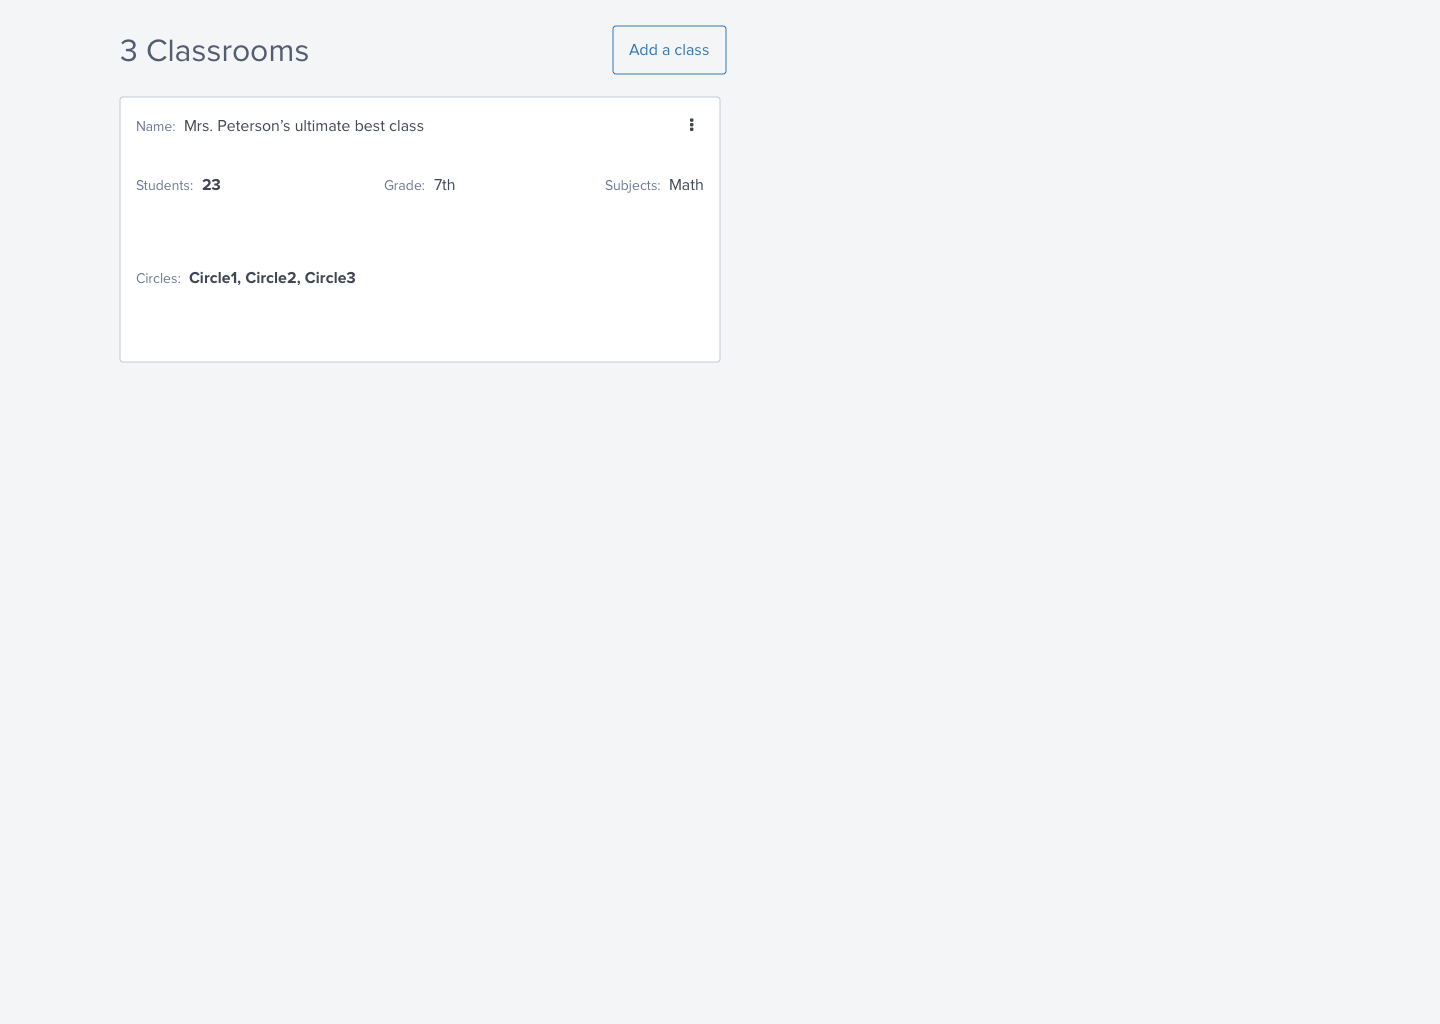 3 Classrooms
Add a class
Name: Mrs. Peterson's ultimate best class
Students: 23 Grade: 7th Subjects: Math
Circles: Circle1, Circle2, Circle3